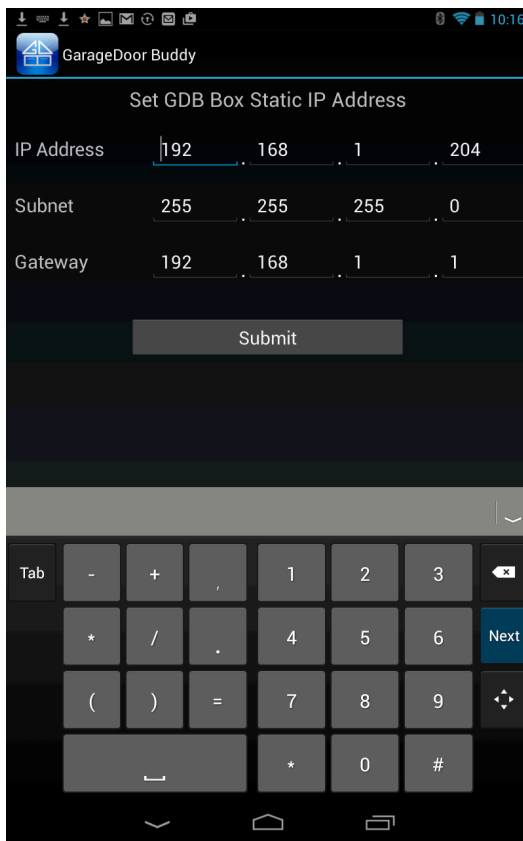 10:16
GarageDoor Buddy
Set GDB Box Static IP Address
IP Address 192 . 168 . 1 . 204
Subnet 255 . 255 . 255 . 0
Gateway 192 . 168 . 1 . 1
Submit
Tab - + , 1 2 3
* / . 4 5 6 Next
( ) = 7 8 9
* 0 #